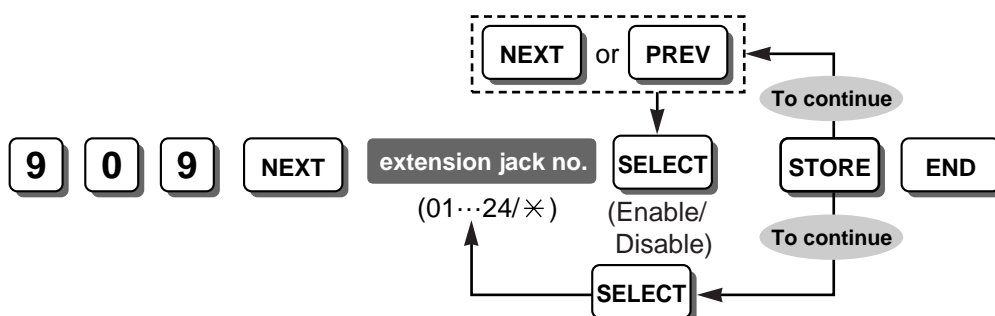 NEXT or PREV
To continue
9 0 9 NEXT extension jack no. SELECT STORE END
(01···24/✳)
(Enable/
Disable)
To continue
SELECT